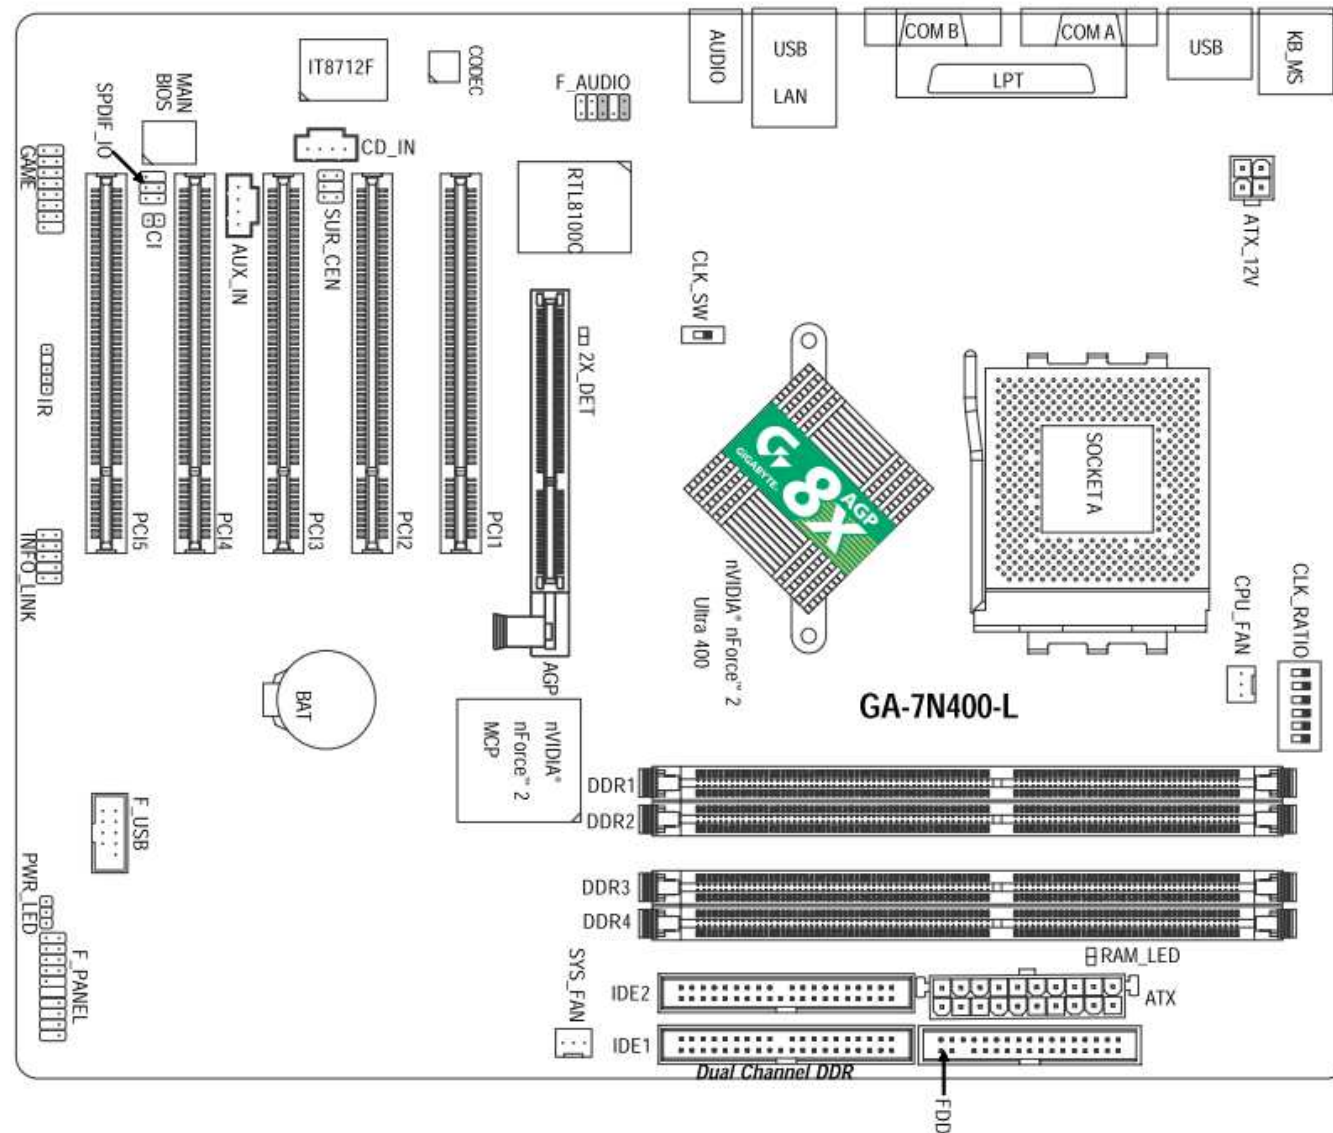 KB_MS
USB
COM A
COM B
LPT
USB
LAN
AUDIO
F_AUDIO
CODEC
IT8712F
MAIN
BIOS
SPDIF_IO
GAME
CD_IN
RTL8100C
CI
AUX_IN
SUR_CEN
CLK_SW
ATX_12V
2X_DET
IR
G
GIGABYTE
8X
AGP
SOCKET A
PCI5
PCI4
PCI3
PCI2
PCI1
INFO_LINK
nVIDIA® nForce™ 2
Ultra 400
CPU_FAN
CLK_RATIO
AGP
BAT
GA-7N400-L
nVIDIA®
nForce™ 2
MCP
DDR1
DDR2
F_USB
DDR3
DDR4
PWR_LED
F_PANEL
RAM_LED
SYS_FAN
IDE2
ATX
IDE1
Dual Channel DDR
FDD